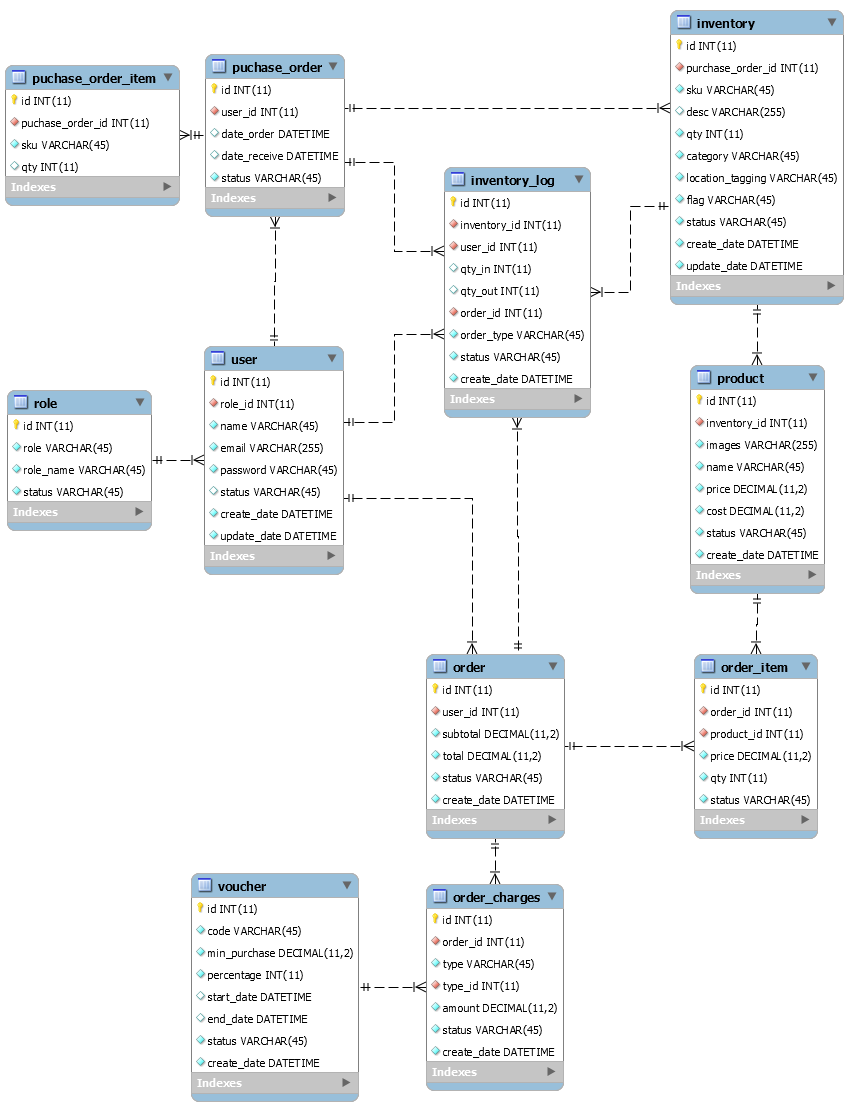 puchase_order_item
id INT(11)
puchase_order_id INT(11)
sku VARCHAR(45)
qty INT(11)
Indexes
puchase_order
id INT(11)
user_id INT(11)
date_order DATETIME
date_receive DATETIME
status VARCHAR(45)
Indexes
inventory
id INT(11)
purchase_order_id INT(11)
sku VARCHAR(45)
desc VARCHAR(255)
qty INT(11)
category VARCHAR(45)
location_tagging VARCHAR(45)
flag VARCHAR(45)
status VARCHAR(45)
create_date DATETIME
update_date DATETIME
Indexes
inventory_log
id INT(11)
inventory_id INT(11)
user_id INT(11)
qty_in INT(11)
qty_out INT(11)
order_id INT(11)
order_type VARCHAR(45)
status VARCHAR(45)
create_date DATETIME
Indexes
role
id INT(11)
role VARCHAR(45)
role_name VARCHAR(45)
status VARCHAR(45)
Indexes
user
id INT(11)
role_id INT(11)
name VARCHAR(45)
email VARCHAR(255)
password VARCHAR(45)
status VARCHAR(45)
create_date DATETIME
update_date DATETIME
Indexes
product
id INT(11)
inventory_id INT(11)
images VARCHAR(255)
name VARCHAR(45)
price DECIMAL(11,2)
cost DECIMAL(11,2)
status VARCHAR(45)
create_date DATETIME
Indexes
order
id INT(11)
user_id INT(11)
subtotal DECIMAL(11,2)
total DECIMAL(11,2)
status VARCHAR(45)
create_date DATETIME
Indexes
order_item
id INT(11)
order_id INT(11)
product_id INT(11)
price DECIMAL(11,2)
qty INT(11)
status VARCHAR(45)
Indexes
voucher
id INT(11)
code VARCHAR(45)
min_purchase DECIMAL(11,2)
percentage INT(11)
start_date DATETIME
end_date DATETIME
status VARCHAR(45)
create_date DATETIME
Indexes
order_charges
id INT(11)
order_id INT(11)
type VARCHAR(45)
type_id INT(11)
amount DECIMAL(11,2)
status VARCHAR(45)
create_date DATETIME
Indexes